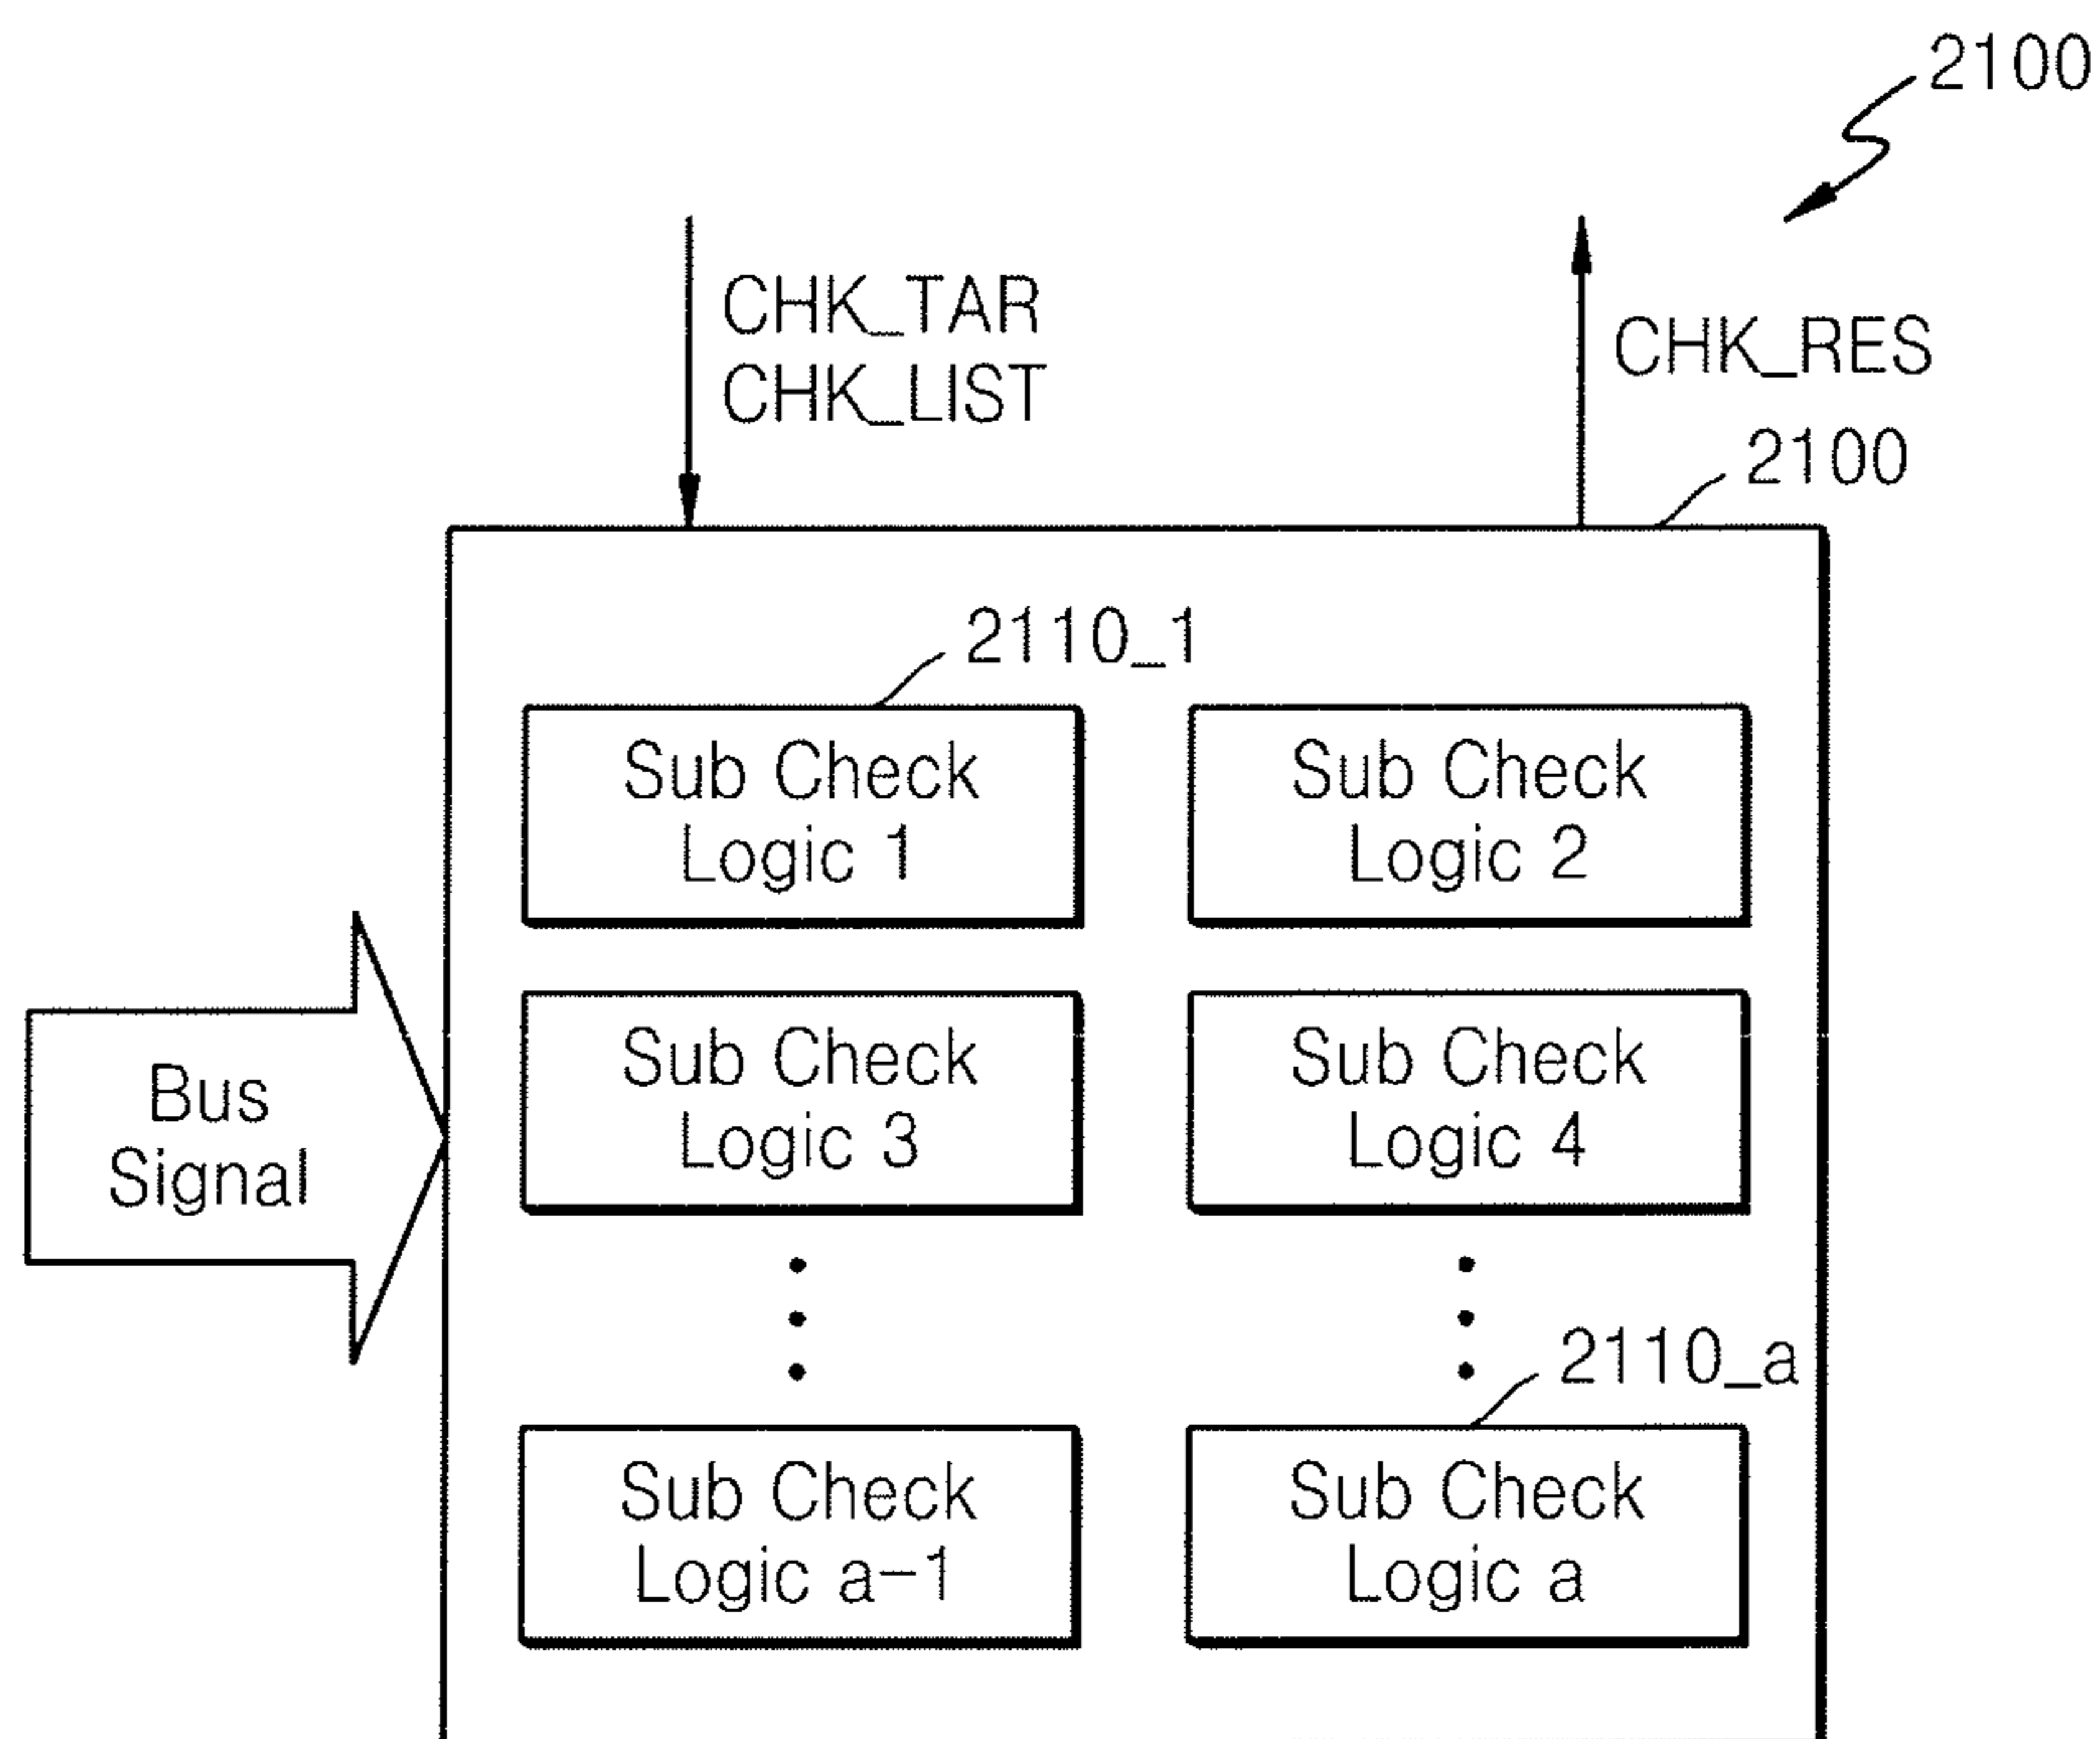 2100
CHK_TAR
CHK_LIST
CHK_RES
2100
2110_1
Sub Check
Logic 1
Sub Check
Logic 2
Bus
Signal
Sub Check
Logic 3
Sub Check
Logic 4
2110_a
Sub Check
Logic a-1
Sub Check
Logic a